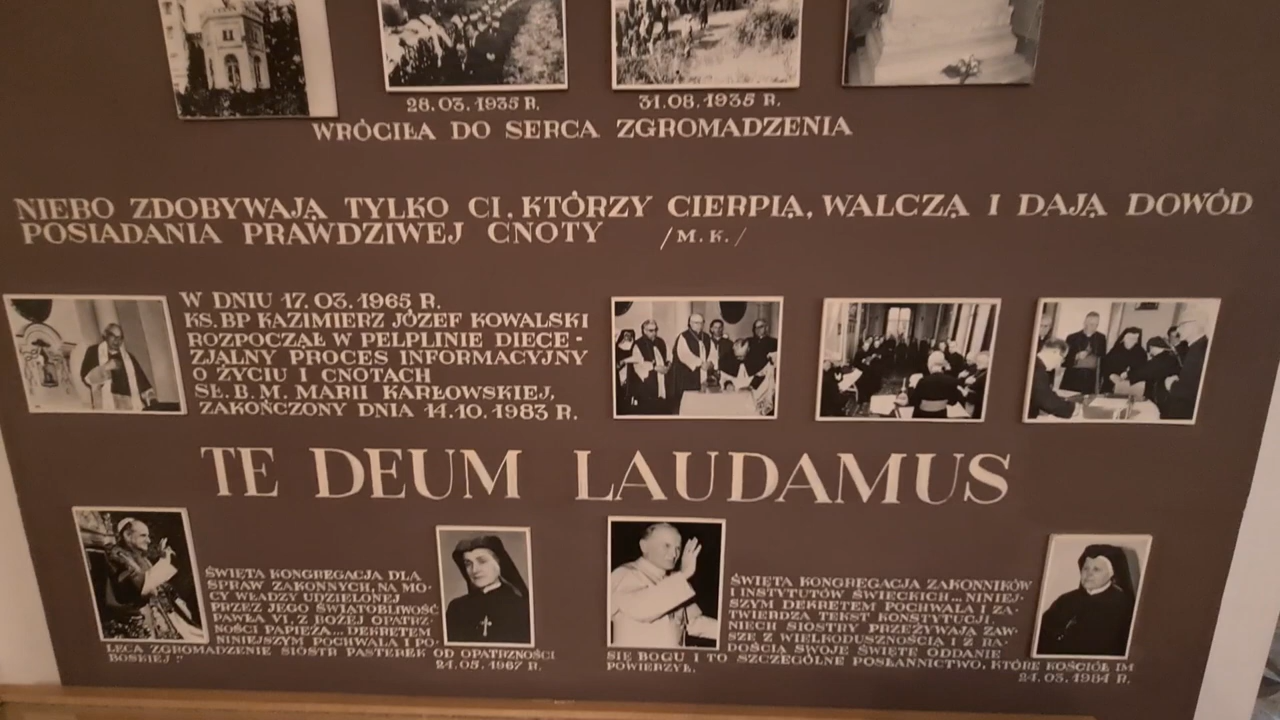 28.03.1935 R.
31.08.1935 R.
WRÓCIŁA DO SERCA ZGROMADZENIA
NIEBO ZDOBYWAJĄ TYLKO CI, KTÓRZY CIERPIĄ, WALCZĄ I DAJĄ DOWÓD
POSIADANIA PRAWDZIWEJ CNOTY /M.K./
W DNIU 17.03.1965 R.
KS. BP KAZIMIERZ JÓZEF KOWALSKI
ROZPOCZĄŁ W PELPLINIE DIECE-
ZJALNY PROCES INFORMACYJNY
O ŻYCIU I CNOTACH
SŁ. B. M. MARII KARŁOWSKIEJ,
ZAKOŃCZONY DNIA 14.10.1983 R.
TE DEUM LAUDAMUS
ŚWIĘTA KONGREGACJA DLA
SPRAW ZAKONNYCH, NA MO-
CY WŁADZY UDZIELONEJ
PRZEZ JEGO ŚWIĄTOBLIWOŚĆ
PAWŁA VI, Z BOŻEJ OPATRZ-
NOŚCI PAPIEŻA... DEKRETEM
NINIEJSZYM POCHWALA I PO-
LECA ZGROMADZENIE SIÓSTR PASTEREK OD OPATRZNOŚCI
BOSKIEJ"
24.05.1967 R.
ŚWIĘTA KONGREGACJA ZAKONNIKÓW
I INSTYTUTÓW ŚWIECKICH... NINIEJ-
SZYM DEKRETEM POCHWALA I ZA-
TWIERDZA TEKST KONSTYTUCJI.
NIECH SIOSTRY PRZEŻYWAJĄ ZAW-
SZE Z WIELKODUSZNOŚCIĄ I Z RA-
DOŚCIĄ SWOJE ŚWIĘTE ODDANIE
SIĘ BOGU I TO SZCZEGÓLNE POSŁANNICTWO, KTÓRE KOŚCIÓŁ IM
POWIERZYŁ.
24.03.1984 R.